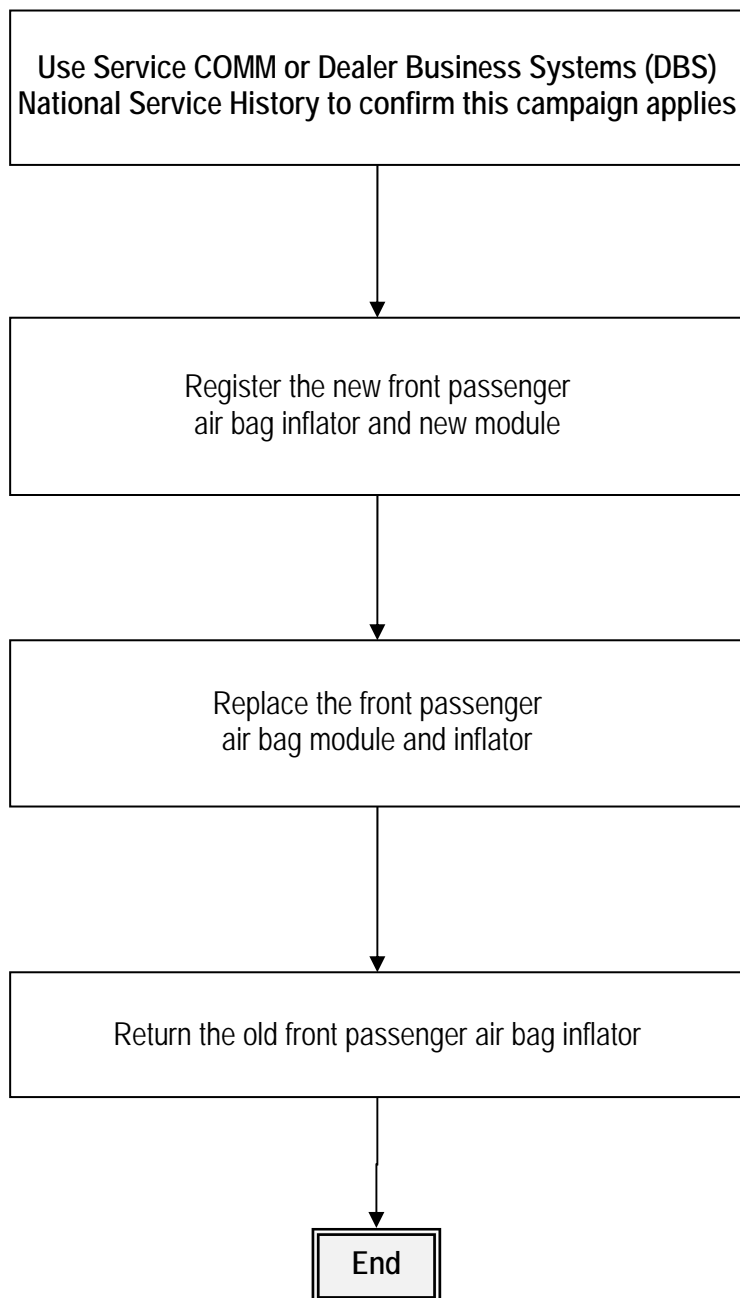 Use Service COMM or Dealer Business Systems (DBS)
National Service History to confirm this campaign applies
Register the new front passenger
air bag inflator and new module
Replace the front passenger
air bag module and inflator
Return the old front passenger air bag inflator
End